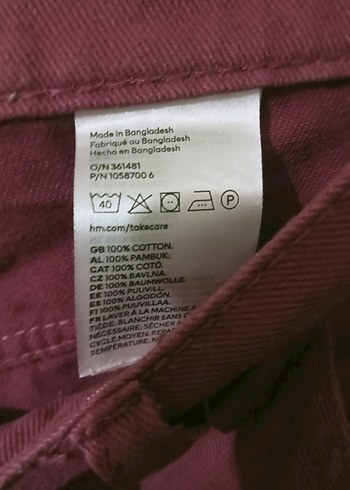 Made in Bangladesh
Fabriqué au Bangladesh
Hecho en Bangladesh
O/N 361481
P/N 1058700 6
40
P
hm.com/takecare
GB 100% COTTON.
AL 100% PAMBUK.
CAT 100% COTÓ.
CZ 100% BAVLNA.
DE 100% BAUMWOLLE.
EE 100% PUUVILL.
ES 100% ALGODÓN.
FI 100% PUUVILLAA.
FR LAVER À LA MACHINE
TIÈDE. BLANCHIR SANS
NÉCESSAIRE. SÉCHER
CYCLE MOYEN. REPA
TEMPÉRATURE.